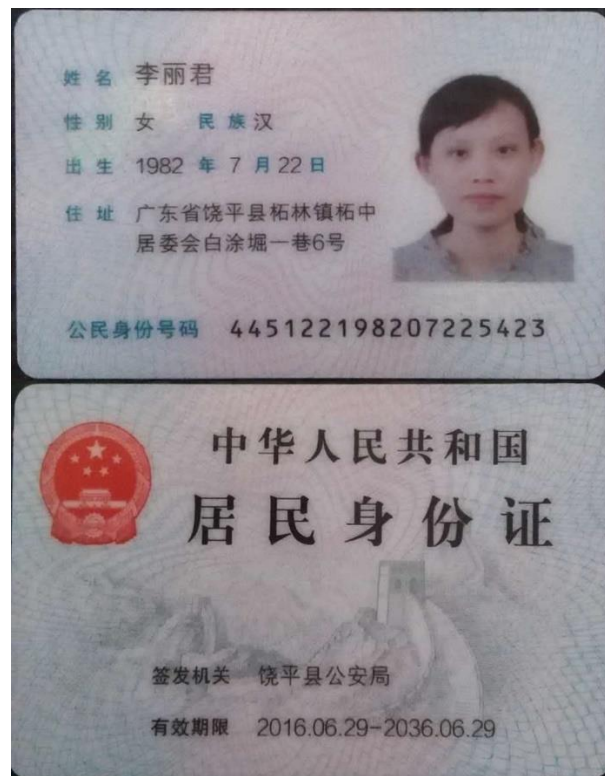 姓名 李丽君
性别 女 民族 汉
出生 1982 年 7 月 22 日
住址 广东省饶平县柘林镇柘中
居委会白涂堀一巷6号
公民身份号码 445122198207225423
中华人民共和国
居民身份证
签发机关 饶平县公安局
有效期限 2016.06.29-2036.06.29